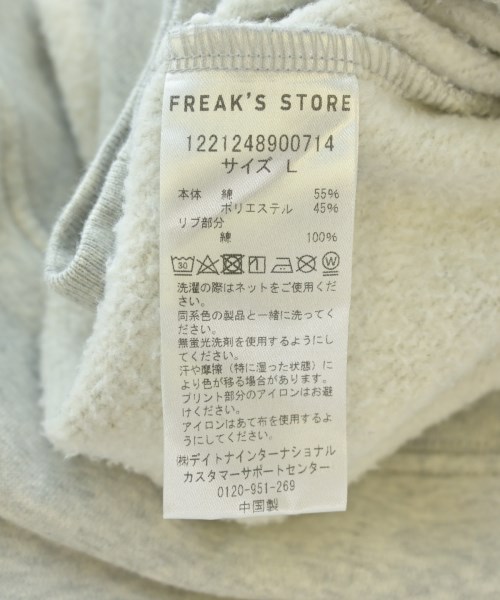 FREAK'S STORE
1221248900714
サイズ L
本体 綿 55%
ポリエステル 45%
リブ部分
綿 100%
30 W
洗濯の際はネットをご使用くだ
さい。
同系色の製品と一緒に洗ってく
ださい。
無蛍光洗剤を使用するようにし
てください。
汗や摩擦（特に湿った状態）に
より色が移る場合があります。
プリント部分のアイロンはお避
けください。
アイロンはあて布を使用するよ
うにしてください。
㈱デイトナインターナショナル
カスタマーサポートセンター
0120-951-269
中国製